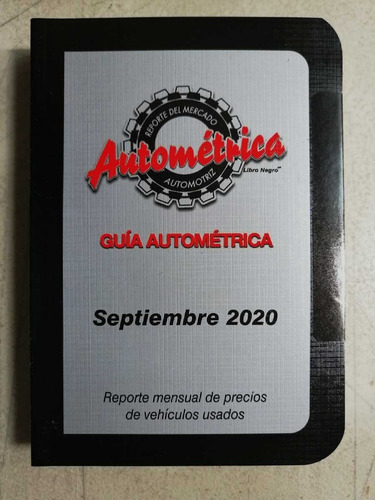 REPORTE DEL MERCADO
Autométrica
Libro Negro
AUTOMOTRIZ
GUÍA AUTOMÉTRICA
Septiembre 2020
Reporte mensual de precios
de vehículos usados